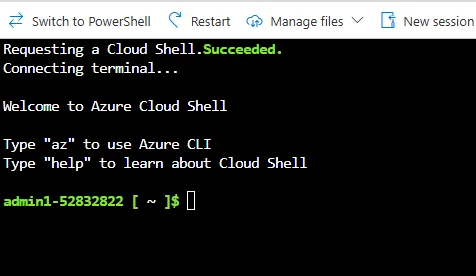 Switch to PowerShell Restart Manage files New session
Requesting a Cloud Shell.Succeeded.
Connecting terminal...
Welcome to Azure Cloud Shell
Type "az" to use Azure CLI
Type "help" to learn about Cloud Shell
admin1-52832822 [ ~ ]$